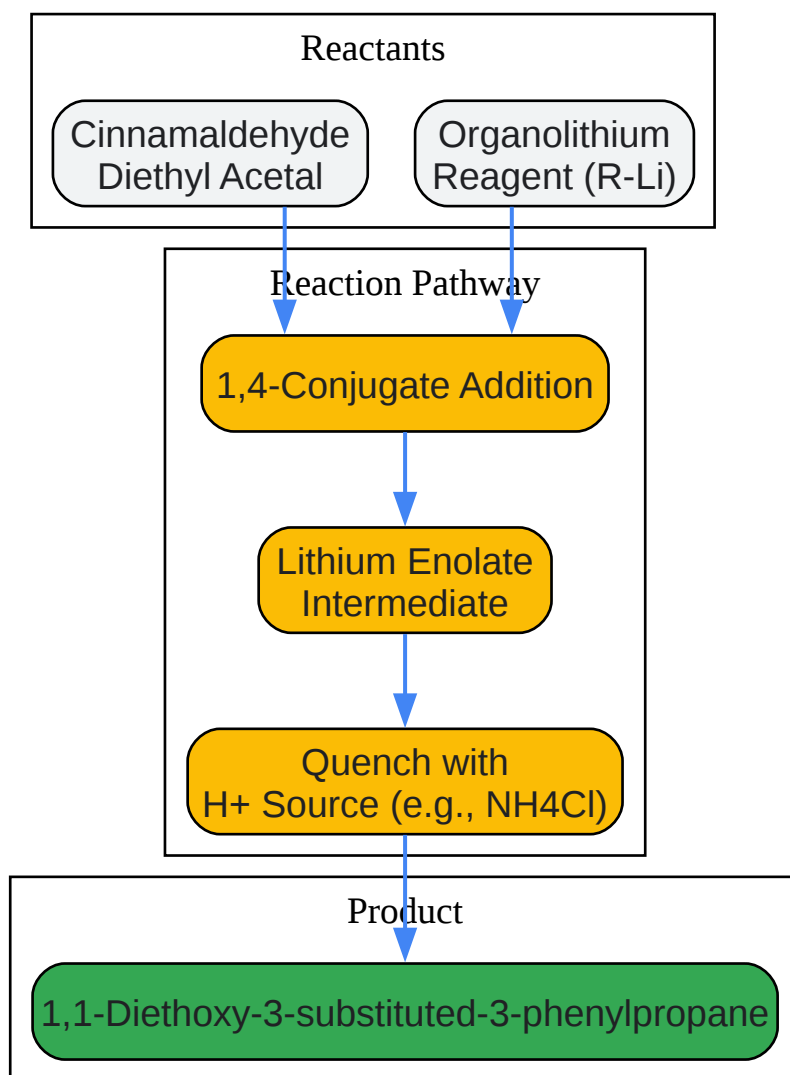 Reactants
Cinnamaldehyde
Diethyl Acetal
Organolithium
Reagent (R-Li)
Reaction Pathway
1,4-Conjugate Addition
Lithium Enolate
Intermediate
Quench with
H+ Source (e.g., NH4Cl)
Product
1,1-Diethoxy-3-substituted-3-phenylpropane